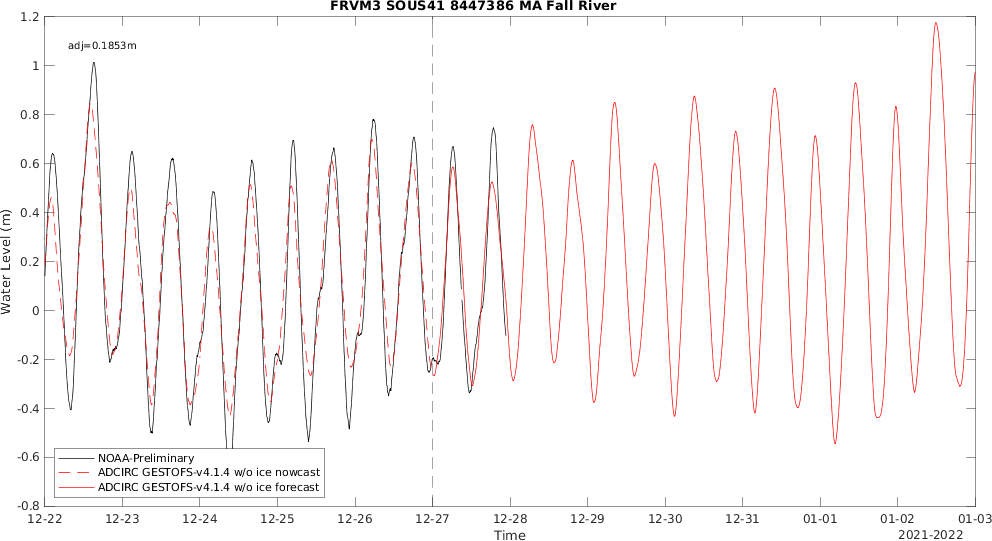 FRVM3 SOUS41 8447386 MA Fall River
adj=0.1853m
1.2
1
0.8
0.6
0.4
0.2
0
-0.2
-0.4
-0.6
-0.8
Water Level (m)
NOAA-Preliminary
ADCIRC GESTOFS-v4.1.4 w/o ice nowcast
ADCIRC GESTOFS-v4.1.4 w/o ice forecast
12-22 12-23 12-24 12-25 12-26 12-27 12-28 12-29 12-30 12-31 01-01 01-02 01-03
Time
2021-2022